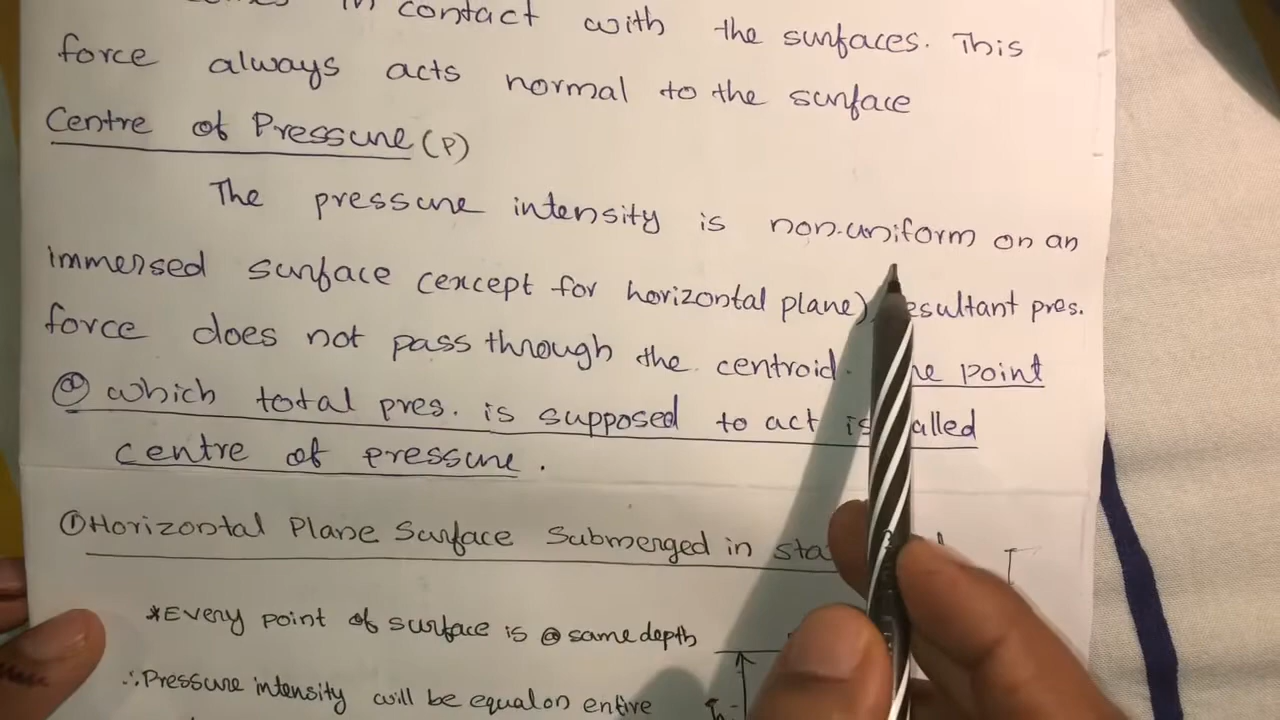 in contact with the surfaces. This
force always acts normal to the surface
Centre of Pressure (P)
The pressure intensity is non-uniform on an
immersed surface (except for horizontal plane) pres.
force does not pass through the centroid. point
@ which total pres. is supposed to act is
centre of pressure.
① Horizontal Plane Surface Submerged in
*Every point of surface is @ same depth
∴ Pressure intensity will be equal on entire